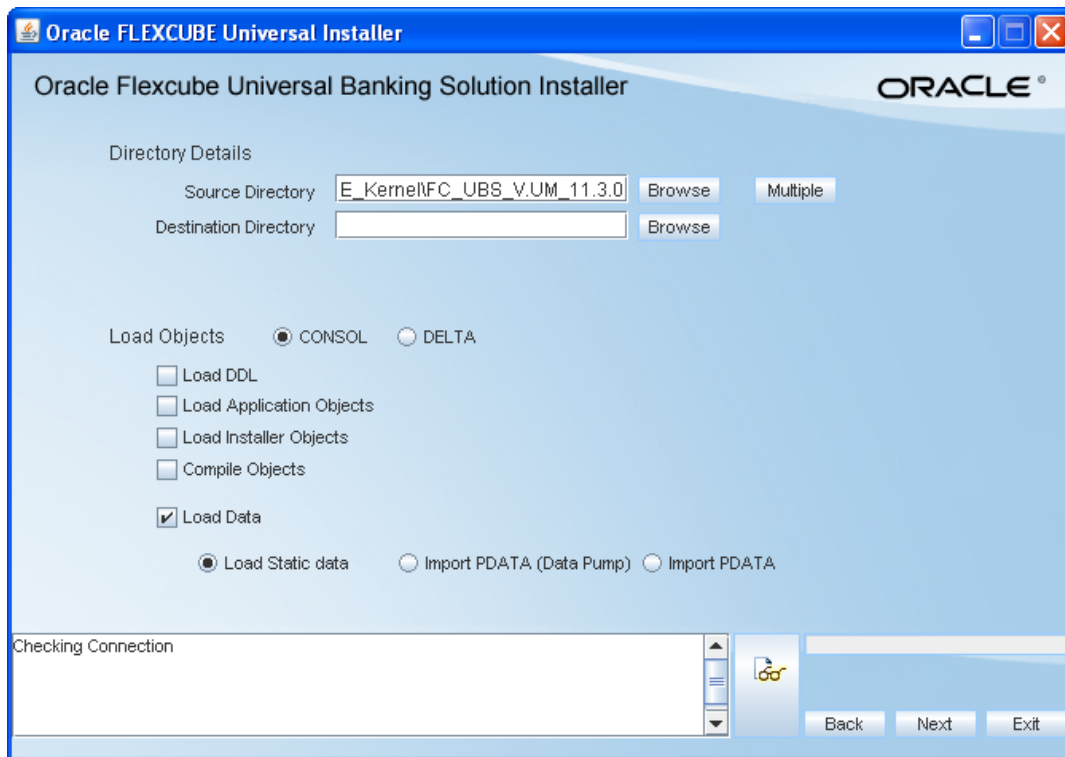 Oracle FLEXCUBE Universal Installer
Oracle Flexcube Universal Banking Solution Installer
ORACLE ®
Directory Details
Source Directory E_Kernel\FC_UBS_V.UM_11.3.0 Browse Multiple
Destination Directory Browse
Load Objects CONSOL DELTA
Load DDL
Load Application Objects
Load Installer Objects
Compile Objects
Load Data
Load Static data Import PDATA (Data Pump) Import PDATA
Checking Connection
Back Next Exit